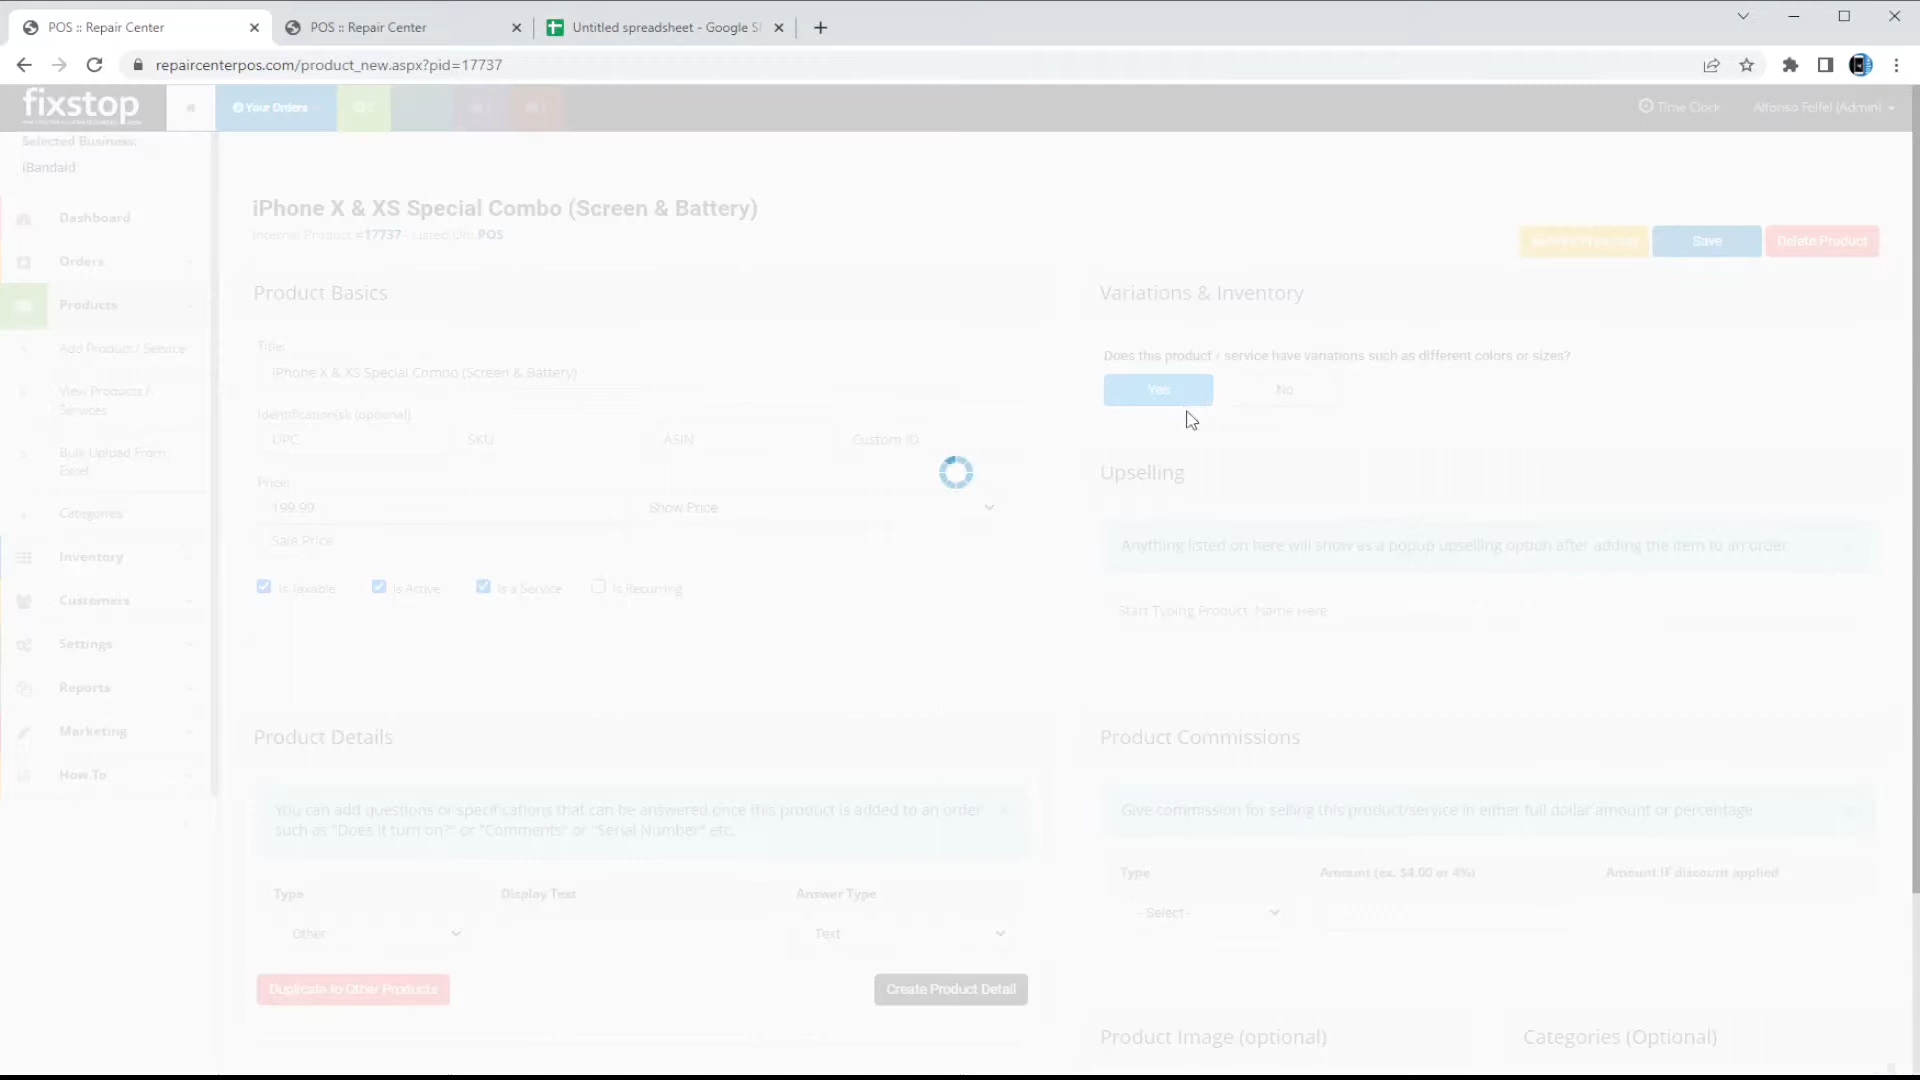 POS :: Repair Center
POS :: Repair Center
Untitled spreadsheet - Google S
repaircenterpos.com/product_new.aspx?pid=17737
fixstop
Your Orders
Time Clock
Alfonso Felfel (Admin)
Selected Business:
(Bandaid
Dashboard
Orders
Products
Add Product / Service
View Products /
Services
Bulk Upload From
Excel
Categories
Inventory
Customers
Settings
Reports
Marketing
How To
iPhone X & XS Special Combo (Screen & Battery)
Internal Product #17737 - Listed On: POS
Save
Delete Product
Product Basics
Title:
iPhone X & XS Special Combo (Screen & Battery)
Identification(s): (optional)
UPC
SKU
ASIN
Custom ID
Price:
199.99
Show Price
Sale Price
Is Taxable
Is Active
Is a Service
Is Recurring
Variations & Inventory
Does this product / service have variations such as different colors or sizes?
Yes
No
Upselling
Anything listed on here will show as a popup upselling option after adding the item to an order.
Start Typing Product Name Here
Product Details
You can add questions or specifications that can be answered once this product is added to an order
such as "Does it turn on?" or "Comments" or "Serial Number" etc.
Type
Display Text
Answer Type
Other
Text
Duplicate to Other Products
Create Product Detail
Product Commissions
Give commission for selling this product/service in either full dollar amount or percentage
Type
Amount (ex. $4.00 or 4%)
Amount IF discount applied
- Select -
Product Image (optional)
Categories (Optional)